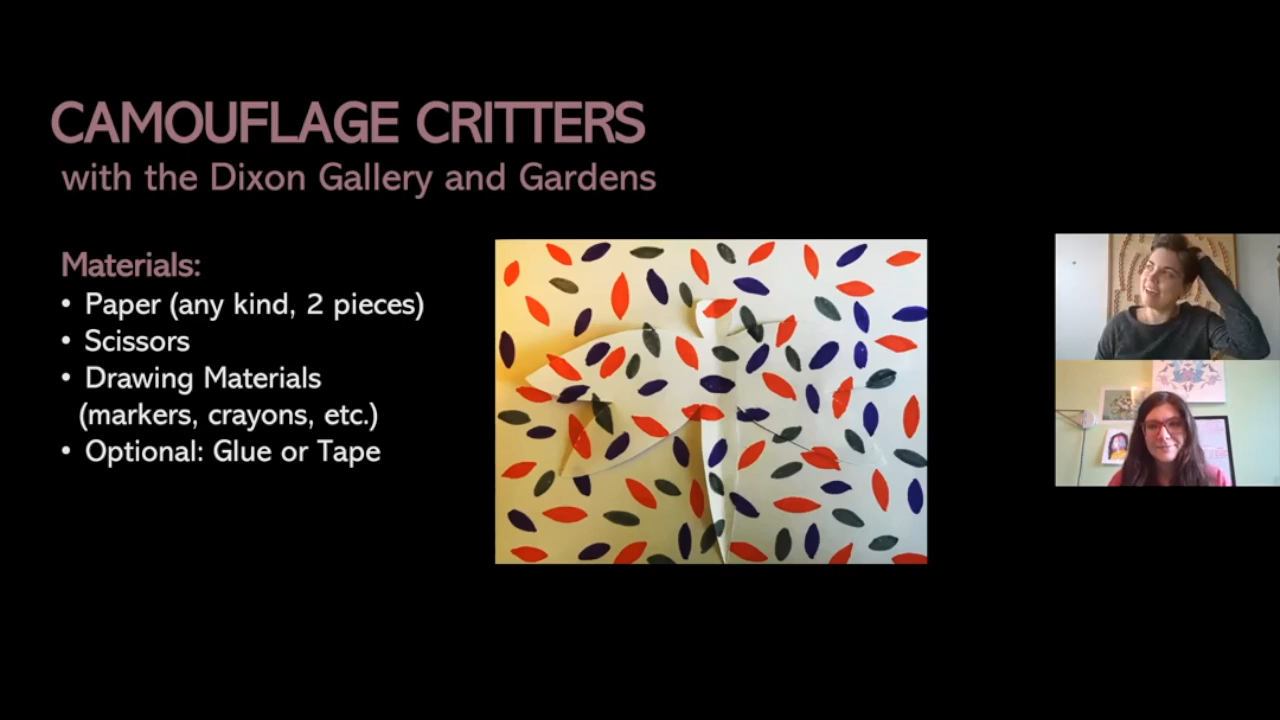 CAMOUFLAGE CRITTERS
with the Dixon Gallery and Gardens
Materials:
• Paper (any kind, 2 pieces)
• Scissors
• Drawing Materials
(markers, crayons, etc.)
• Optional: Glue or Tape